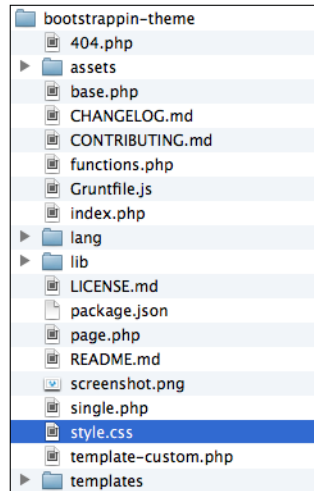 bootstrappin-theme
404.php
assets
base.php
CHANGELOG.md
CONTRIBUTING.md
functions.php
Gruntfile.js
index.php
lang
lib
LICENSE.md
package.json
page.php
README.md
screenshot.png
single.php
style.css
template-custom.php
templates